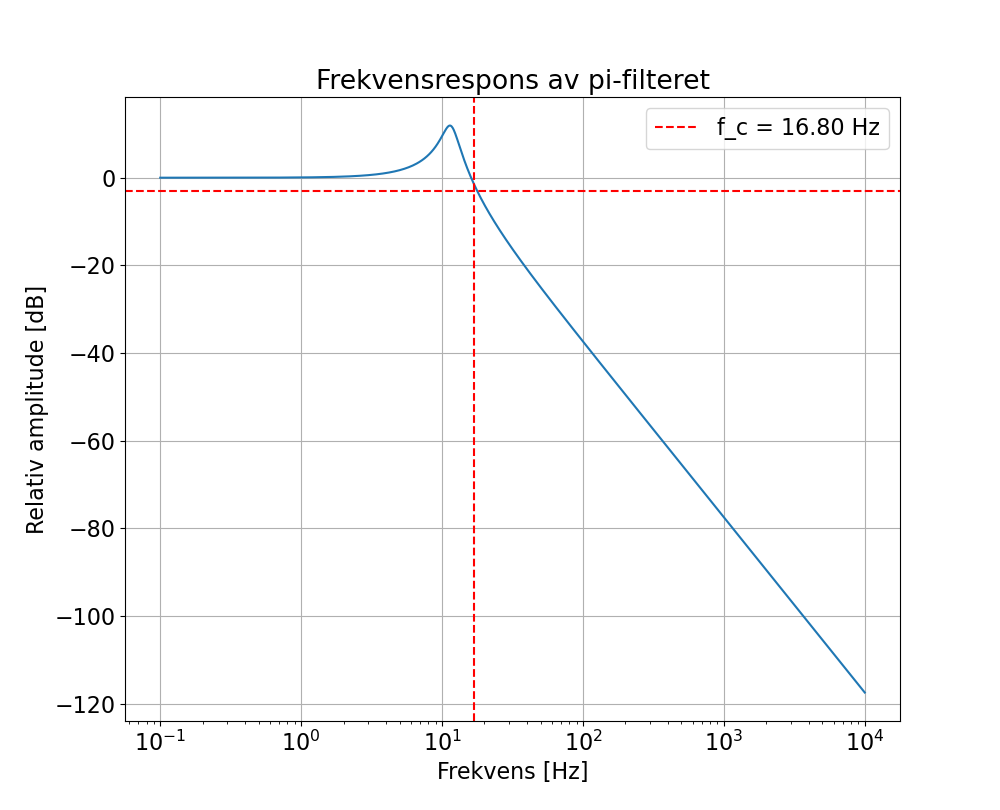 Frekvensrespons av pi-filteret
f_c = 16.80 Hz
Relativ amplitude [dB]
0
−20
−40
−60
−80
−100
−120
10⁻¹ 10⁰ 10¹ 10² 10³ 10⁴
Frekvens [Hz]